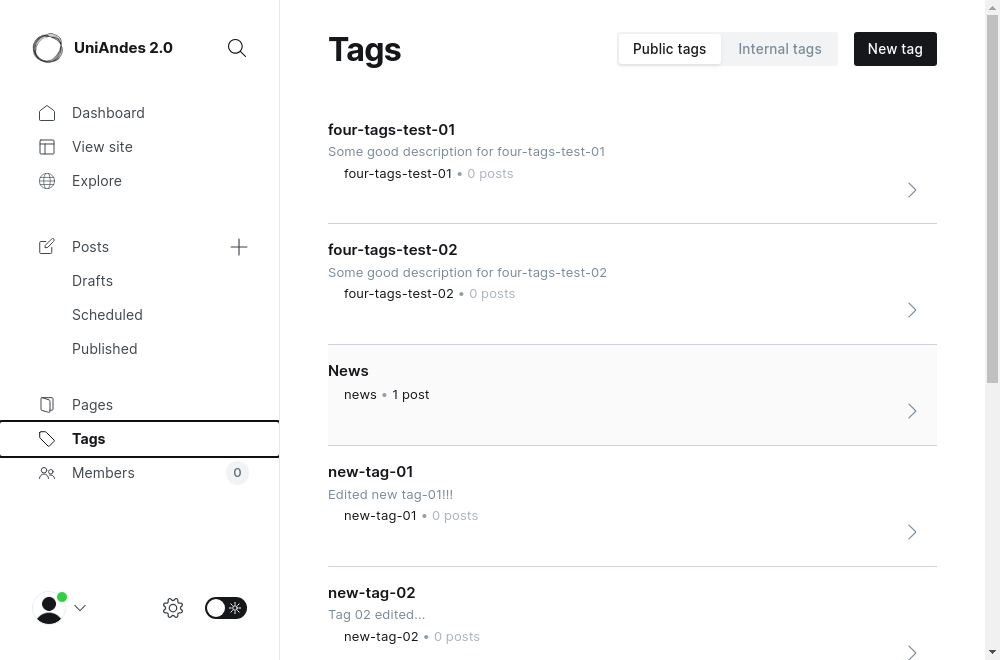 UniAndes 2.0
Dashboard
View site
Explore
Posts
Drafts
Scheduled
Published
Pages
Tags
Members 0
Tags
Public tags Internal tags New tag
four-tags-test-01
Some good description for four-tags-test-01
four-tags-test-01 • 0 posts
four-tags-test-02
Some good description for four-tags-test-02
four-tags-test-02 • 0 posts
News
news • 1 post
new-tag-01
Edited new tag-01!!!
new-tag-01 • 0 posts
new-tag-02
Tag 02 edited...
new-tag-02 • 0 posts